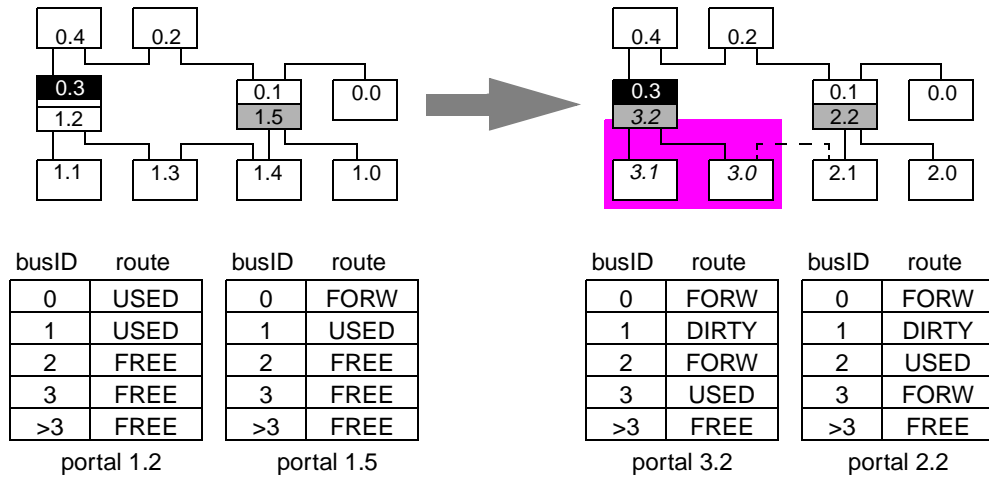 0.4 0.2 0.4 0.2
0.3 0.1 0.0 0.3 0.1 0.0
1.2 1.5 3.2 2.2
1.1 1.3 1.4 1.0 3.1 3.0 2.1 2.0
busID route busID route busID route busID route
0 USED 0 FORW 0 FORW 0 FORW
1 USED 1 USED 1 DIRTY 1 DIRTY
2 FREE 2 FREE 2 FORW 2 USED
3 FREE 3 FREE 3 USED 3 FORW
>3 FREE >3 FREE >3 FREE >3 FREE
portal 1.2 portal 1.5 portal 3.2 portal 2.2